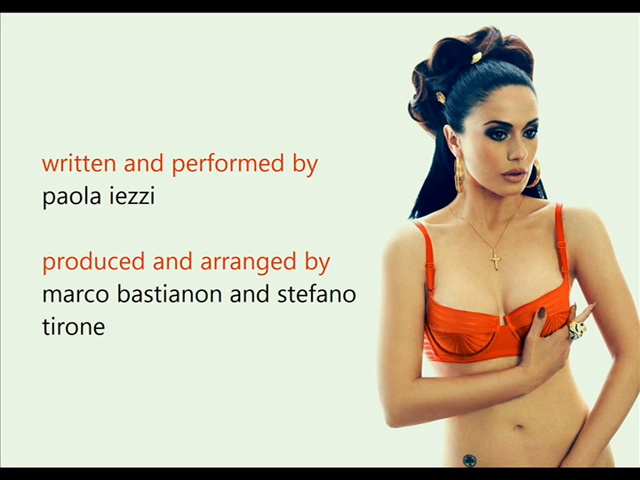 written and performed by
paola iezzi
produced and arranged by
marco bastianon and stefano
tirone